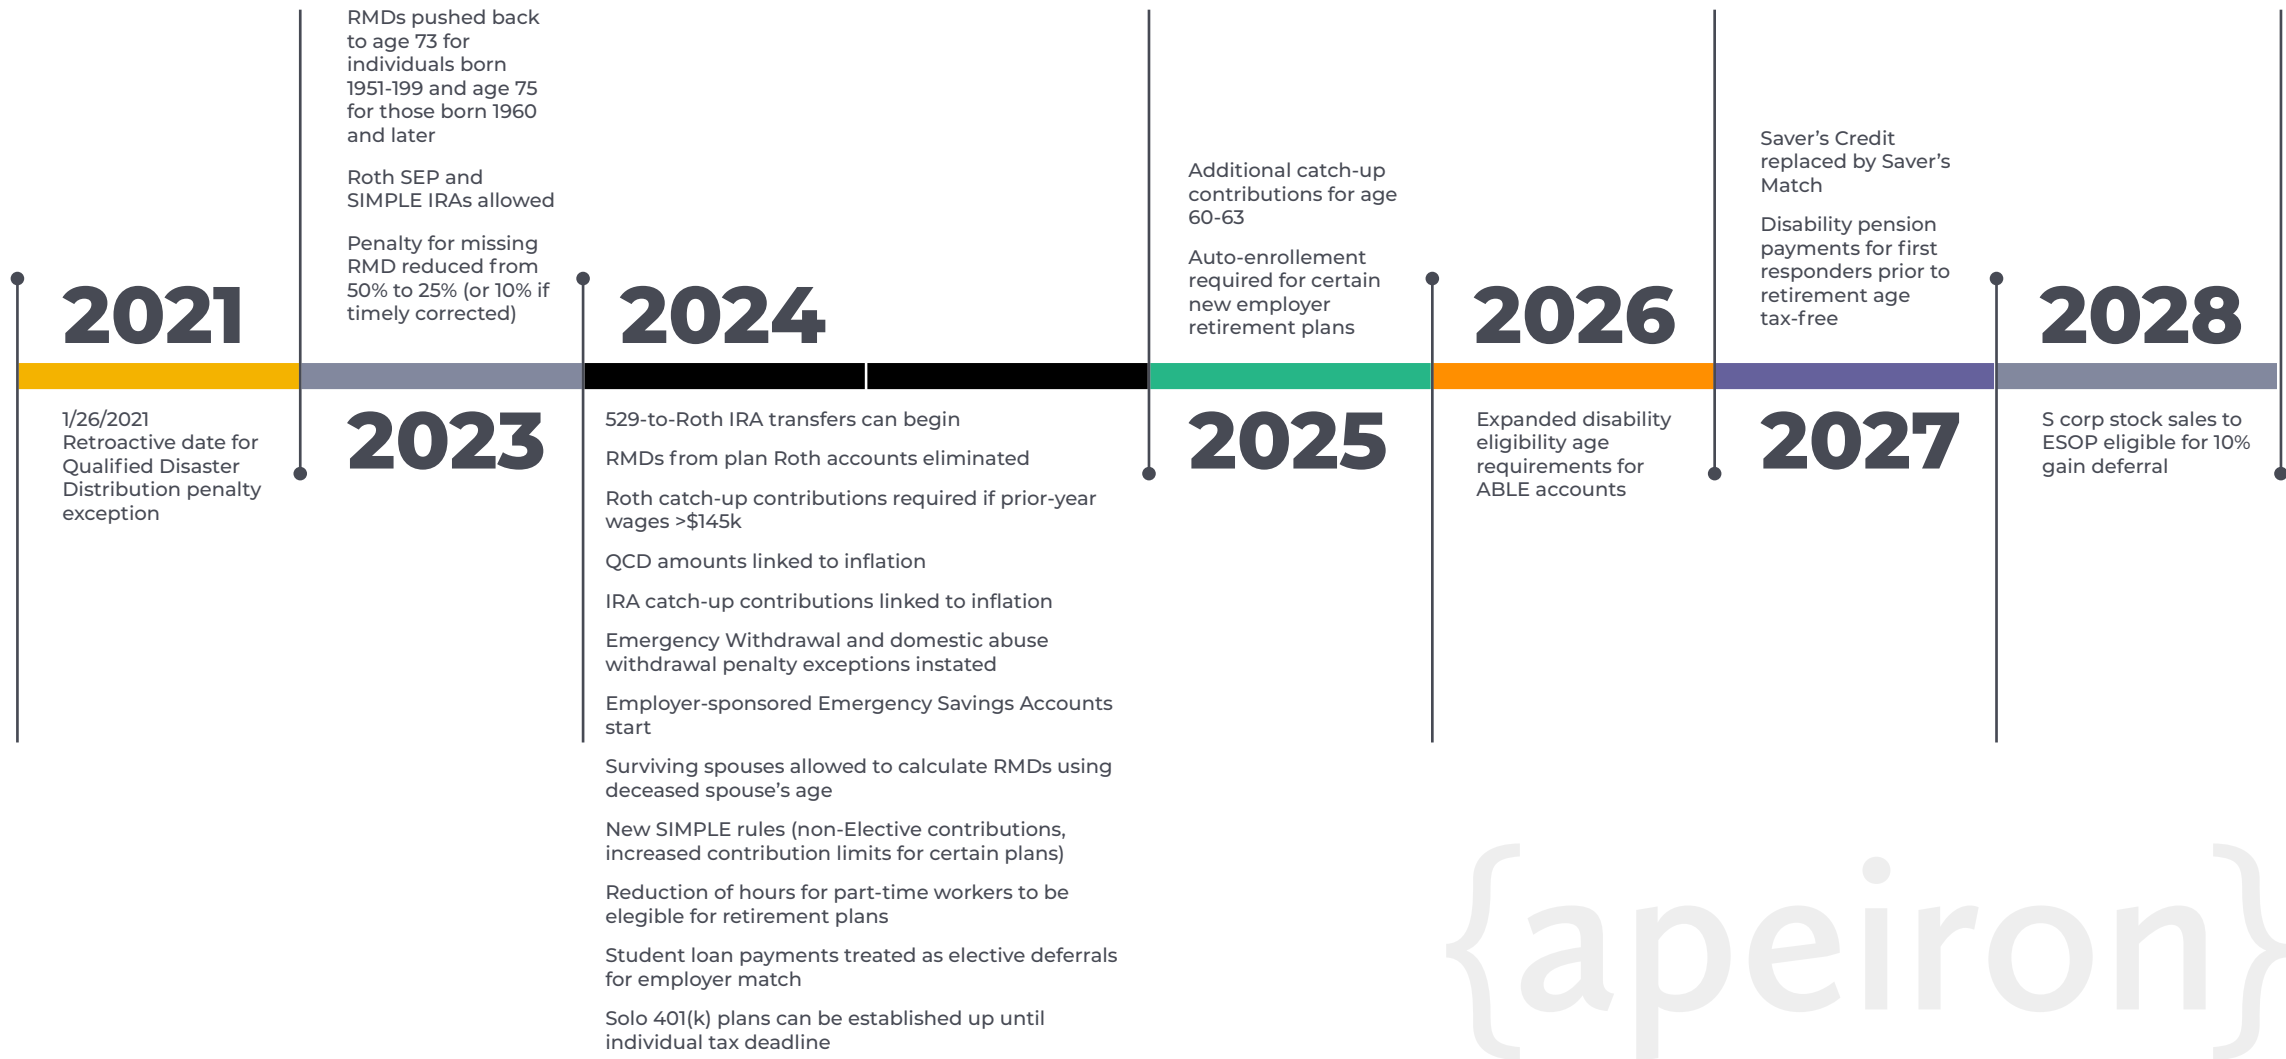 2021
1/26/2021
Retroactive date for
Qualified Disaster
Distribution penalty
exception
RMDs pushed back
to age 73 for
individuals born
1951-199 and age 75
for those born 1960
and later
Roth SEP and
SIMPLE IRAs allowed
Penalty for missing
RMD reduced from
50% to 25% (or 10% if
timely corrected)
2023
2024
529-to-Roth IRA transfers can begin
RMDs from plan Roth accounts eliminated
Roth catch-up contributions required if prior-year
wages >$145k
QCD amounts linked to inflation
IRA catch-up contributions linked to inflation
Emergency Withdrawal and domestic abuse
withdrawal penalty exceptions instated
Employer-sponsored Emergency Savings Accounts
start
Surviving spouses allowed to calculate RMDs using
deceased spouse’s age
New SIMPLE rules (non-Elective contributions,
increased contribution limits for certain plans)
Reduction of hours for part-time workers to be
elegible for retirement plans
Student loan payments treated as elective deferrals
for employer match
Solo 401(k) plans can be established up until
individual tax deadline
Additional catch-up
contributions for age
60-63
Auto-enrollement
required for certain
new employer
retirement plans
2025
2026
Expanded disability
eligibility age
requirements for
ABLE accounts
Saver’s Credit
replaced by Saver’s
Match
Disability pension
payments for first
responders prior to
retirement age
tax-free
2027
2028
S corp stock sales to
ESOP eligible for 10%
gain deferral
{apeiron}